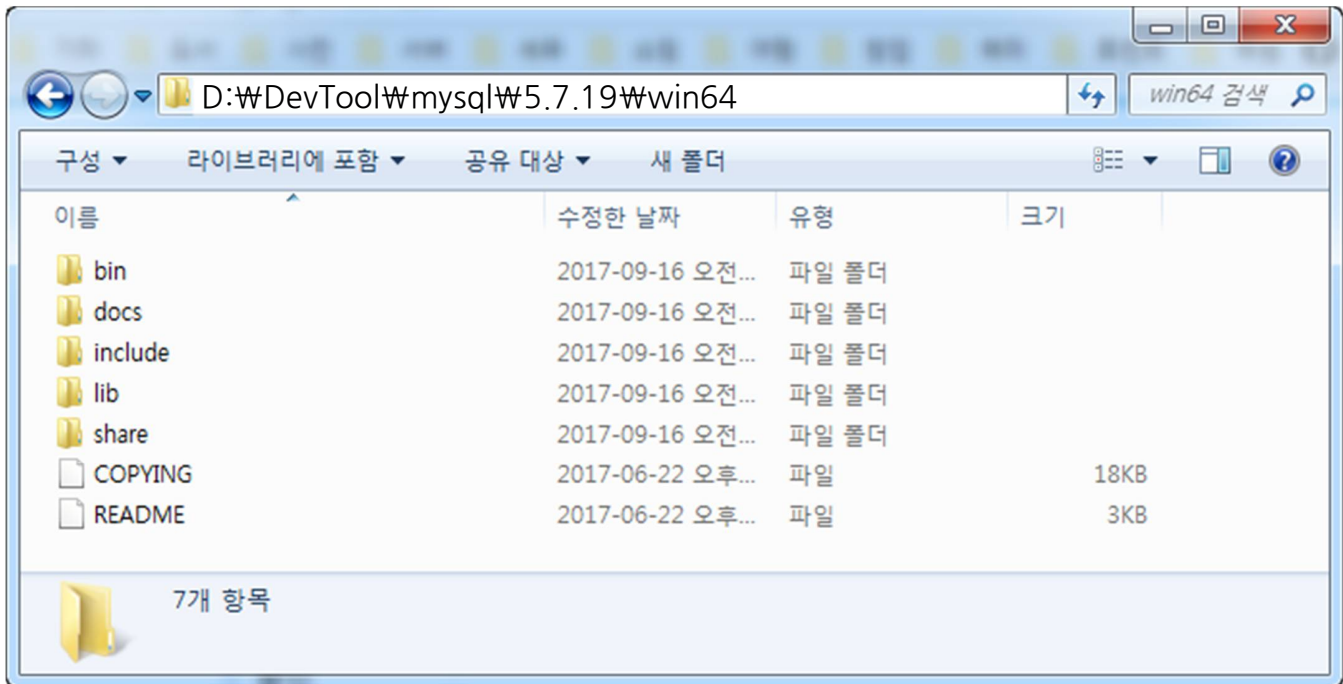 D:₩DevTool₩mysql₩5.7.19₩win64 win64 검색
구성 라이브러리에 포함 공유 대상 새 폴더
이름 수정한 날짜 유형 크기
bin 2017-09-16 오전... 파일 폴더
docs 2017-09-16 오전... 파일 폴더
include 2017-09-16 오전... 파일 폴더
lib 2017-09-16 오전... 파일 폴더
share 2017-09-16 오전... 파일 폴더
COPYING 2017-06-22 오후... 파일 18KB
README 2017-06-22 오후... 파일 3KB
7개 항목